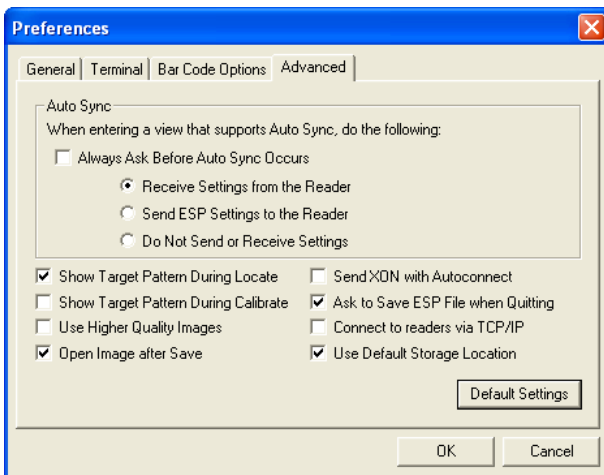 Preferences
General Terminal Bar Code Options Advanced
Auto Sync
When entering a view that supports Auto Sync, do the following:
Always Ask Before Auto Sync Occurs
Receive Settings from the Reader
Send ESP Settings to the Reader
Do Not Send or Receive Settings
Show Target Pattern During Locate Send XON with Autoconnect
Show Target Pattern During Calibrate Ask to Save ESP File when Quitting
Use Higher Quality Images Connect to readers via TCP/IP
Open Image after Save Use Default Storage Location
Default Settings
OK Cancel